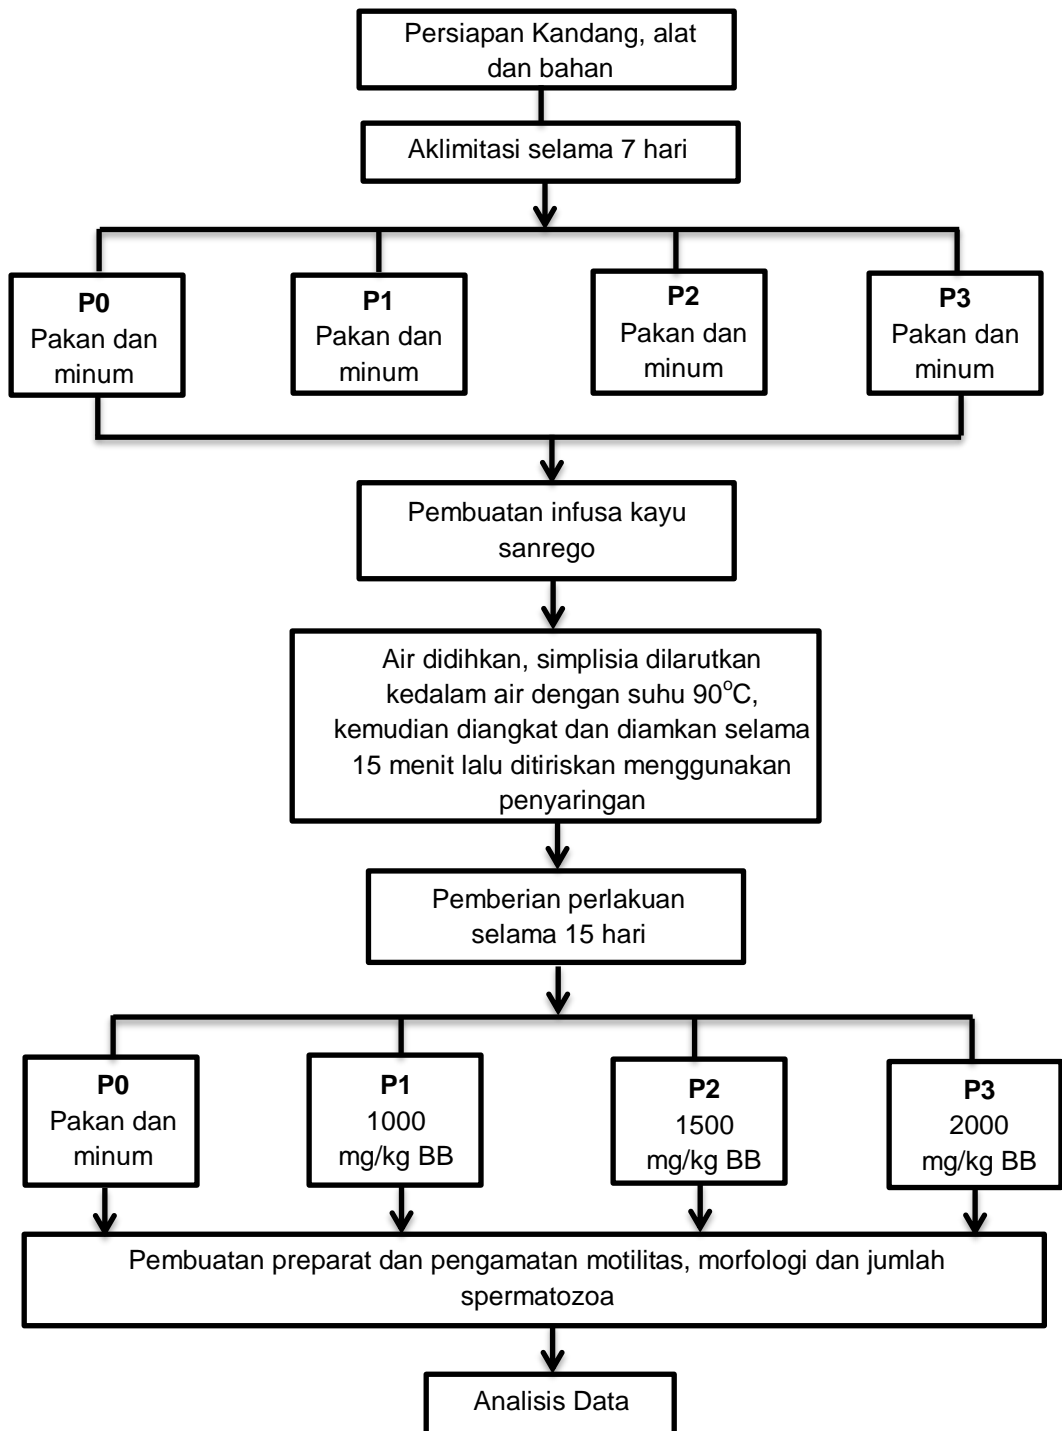 Persiapan Kandang, alat
dan bahan
Aklimitasi selama 7 hari
P0
Pakan dan
minum
P1
Pakan dan
minum
P2
Pakan dan
minum
P3
Pakan dan
minum
Pembuatan infusa kayu
sanrego
Air didihkan, simplisia dilarutkan
kedalam air dengan suhu 90°C,
kemudian diangkat dan diamkan selama
15 menit lalu ditiriskan menggunakan
penyaringan
Pemberian perlakuan
selama 15 hari
P0
Pakan dan
minum
P1
1000
mg/kg BB
P2
1500
mg/kg BB
P3
2000
mg/kg BB
Pembuatan preparat dan pengamatan motilitas, morfologi dan jumlah
spermatozoa
Analisis Data